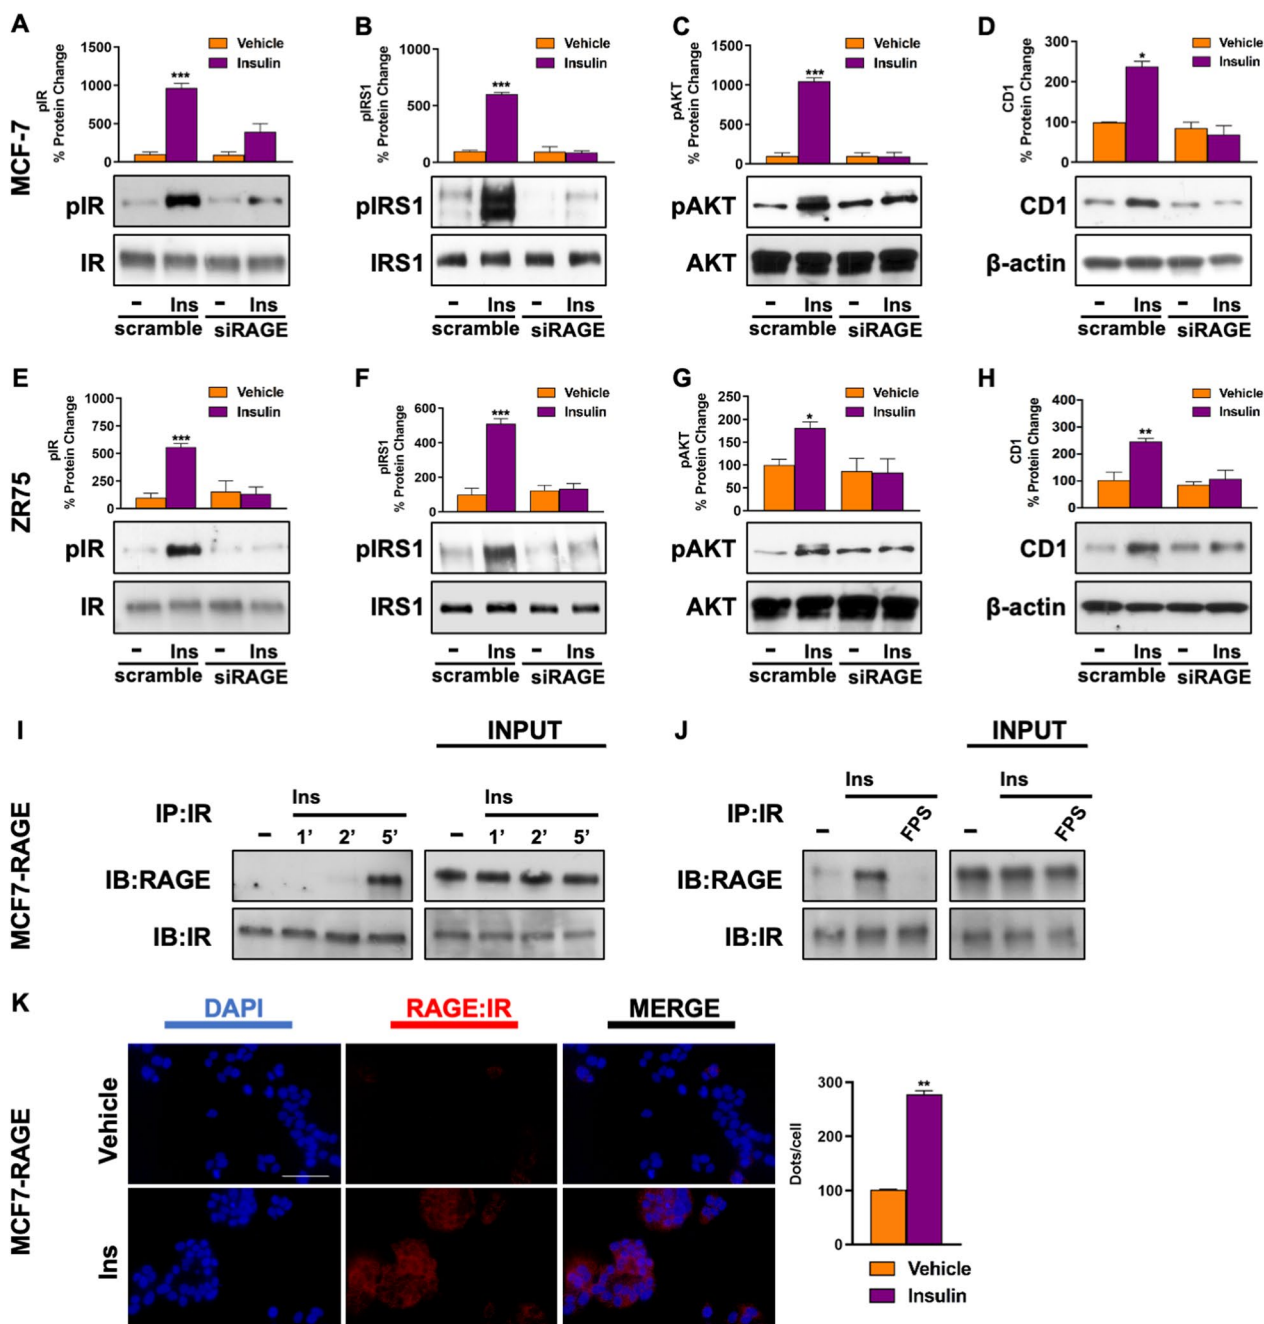 A
pIR
% Protein Change
1500
1000
500
0
***
Vehicle
Insulin
B
pIRS1
% Protein Change
1000
500
0
***
Vehicle
Insulin
C
pAKT
% Protein Change
1500
1000
500
0
***
Vehicle
Insulin
D
CD1
% Protein Change
300
200
100
0
*
Vehicle
Insulin
MCF-7
pIR
pIRS1
pAKT
CD1
IR
IRS1
AKT
β-actin
– Ins – Ins
scramble siRAGE
– Ins – Ins
scramble siRAGE
– Ins – Ins
scramble siRAGE
– Ins – Ins
scramble siRAGE
E
pIR
% Protein Change
1000
750
500
250
0
***
Vehicle
Insulin
F
pIRS1
% Protein Change
600
400
200
0
***
Vehicle
Insulin
G
pAKT
% Protein Change
250
200
150
100
50
0
*
Vehicle
Insulin
H
CD1
% Protein Change
400
300
200
100
0
**
Vehicle
Insulin
ZR75
pIR
pIRS1
pAKT
CD1
IR
IRS1
AKT
β-actin
– Ins – Ins
scramble siRAGE
– Ins – Ins
scramble siRAGE
– Ins – Ins
scramble siRAGE
– Ins – Ins
scramble siRAGE
I
INPUT
Ins
Ins
IP:IR
– 1’ 2’ 5’
– 1’ 2’ 5’
MCF7-RAGE
IB:RAGE
IB:IR
J
INPUT
Ins
Ins
IP:IR
– FPS
– FPS
IB:RAGE
IB:IR
K
DAPI
RAGE:IR
MERGE
MCF7-RAGE
Vehicle
Ins
Dots/cell
300
200
100
0
**
Vehicle
Insulin